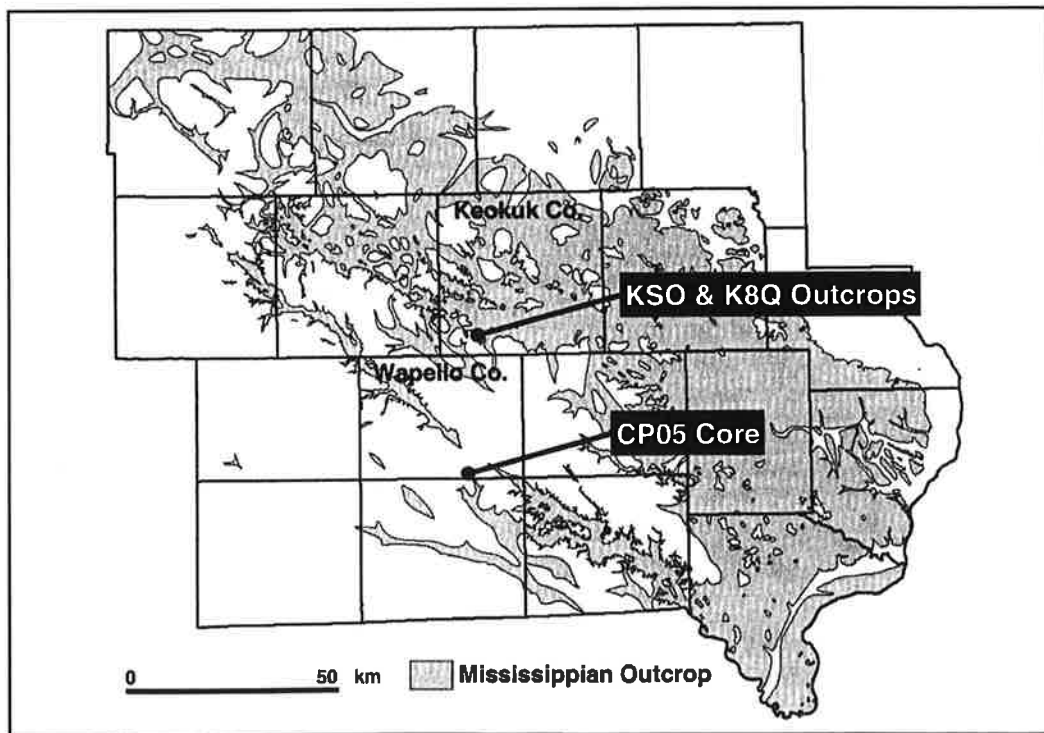 Keokuk Co.
KSO & K8Q Outcrops
Wapello Co.
CP05 Core
0 50 km
Mississippian Outcrop